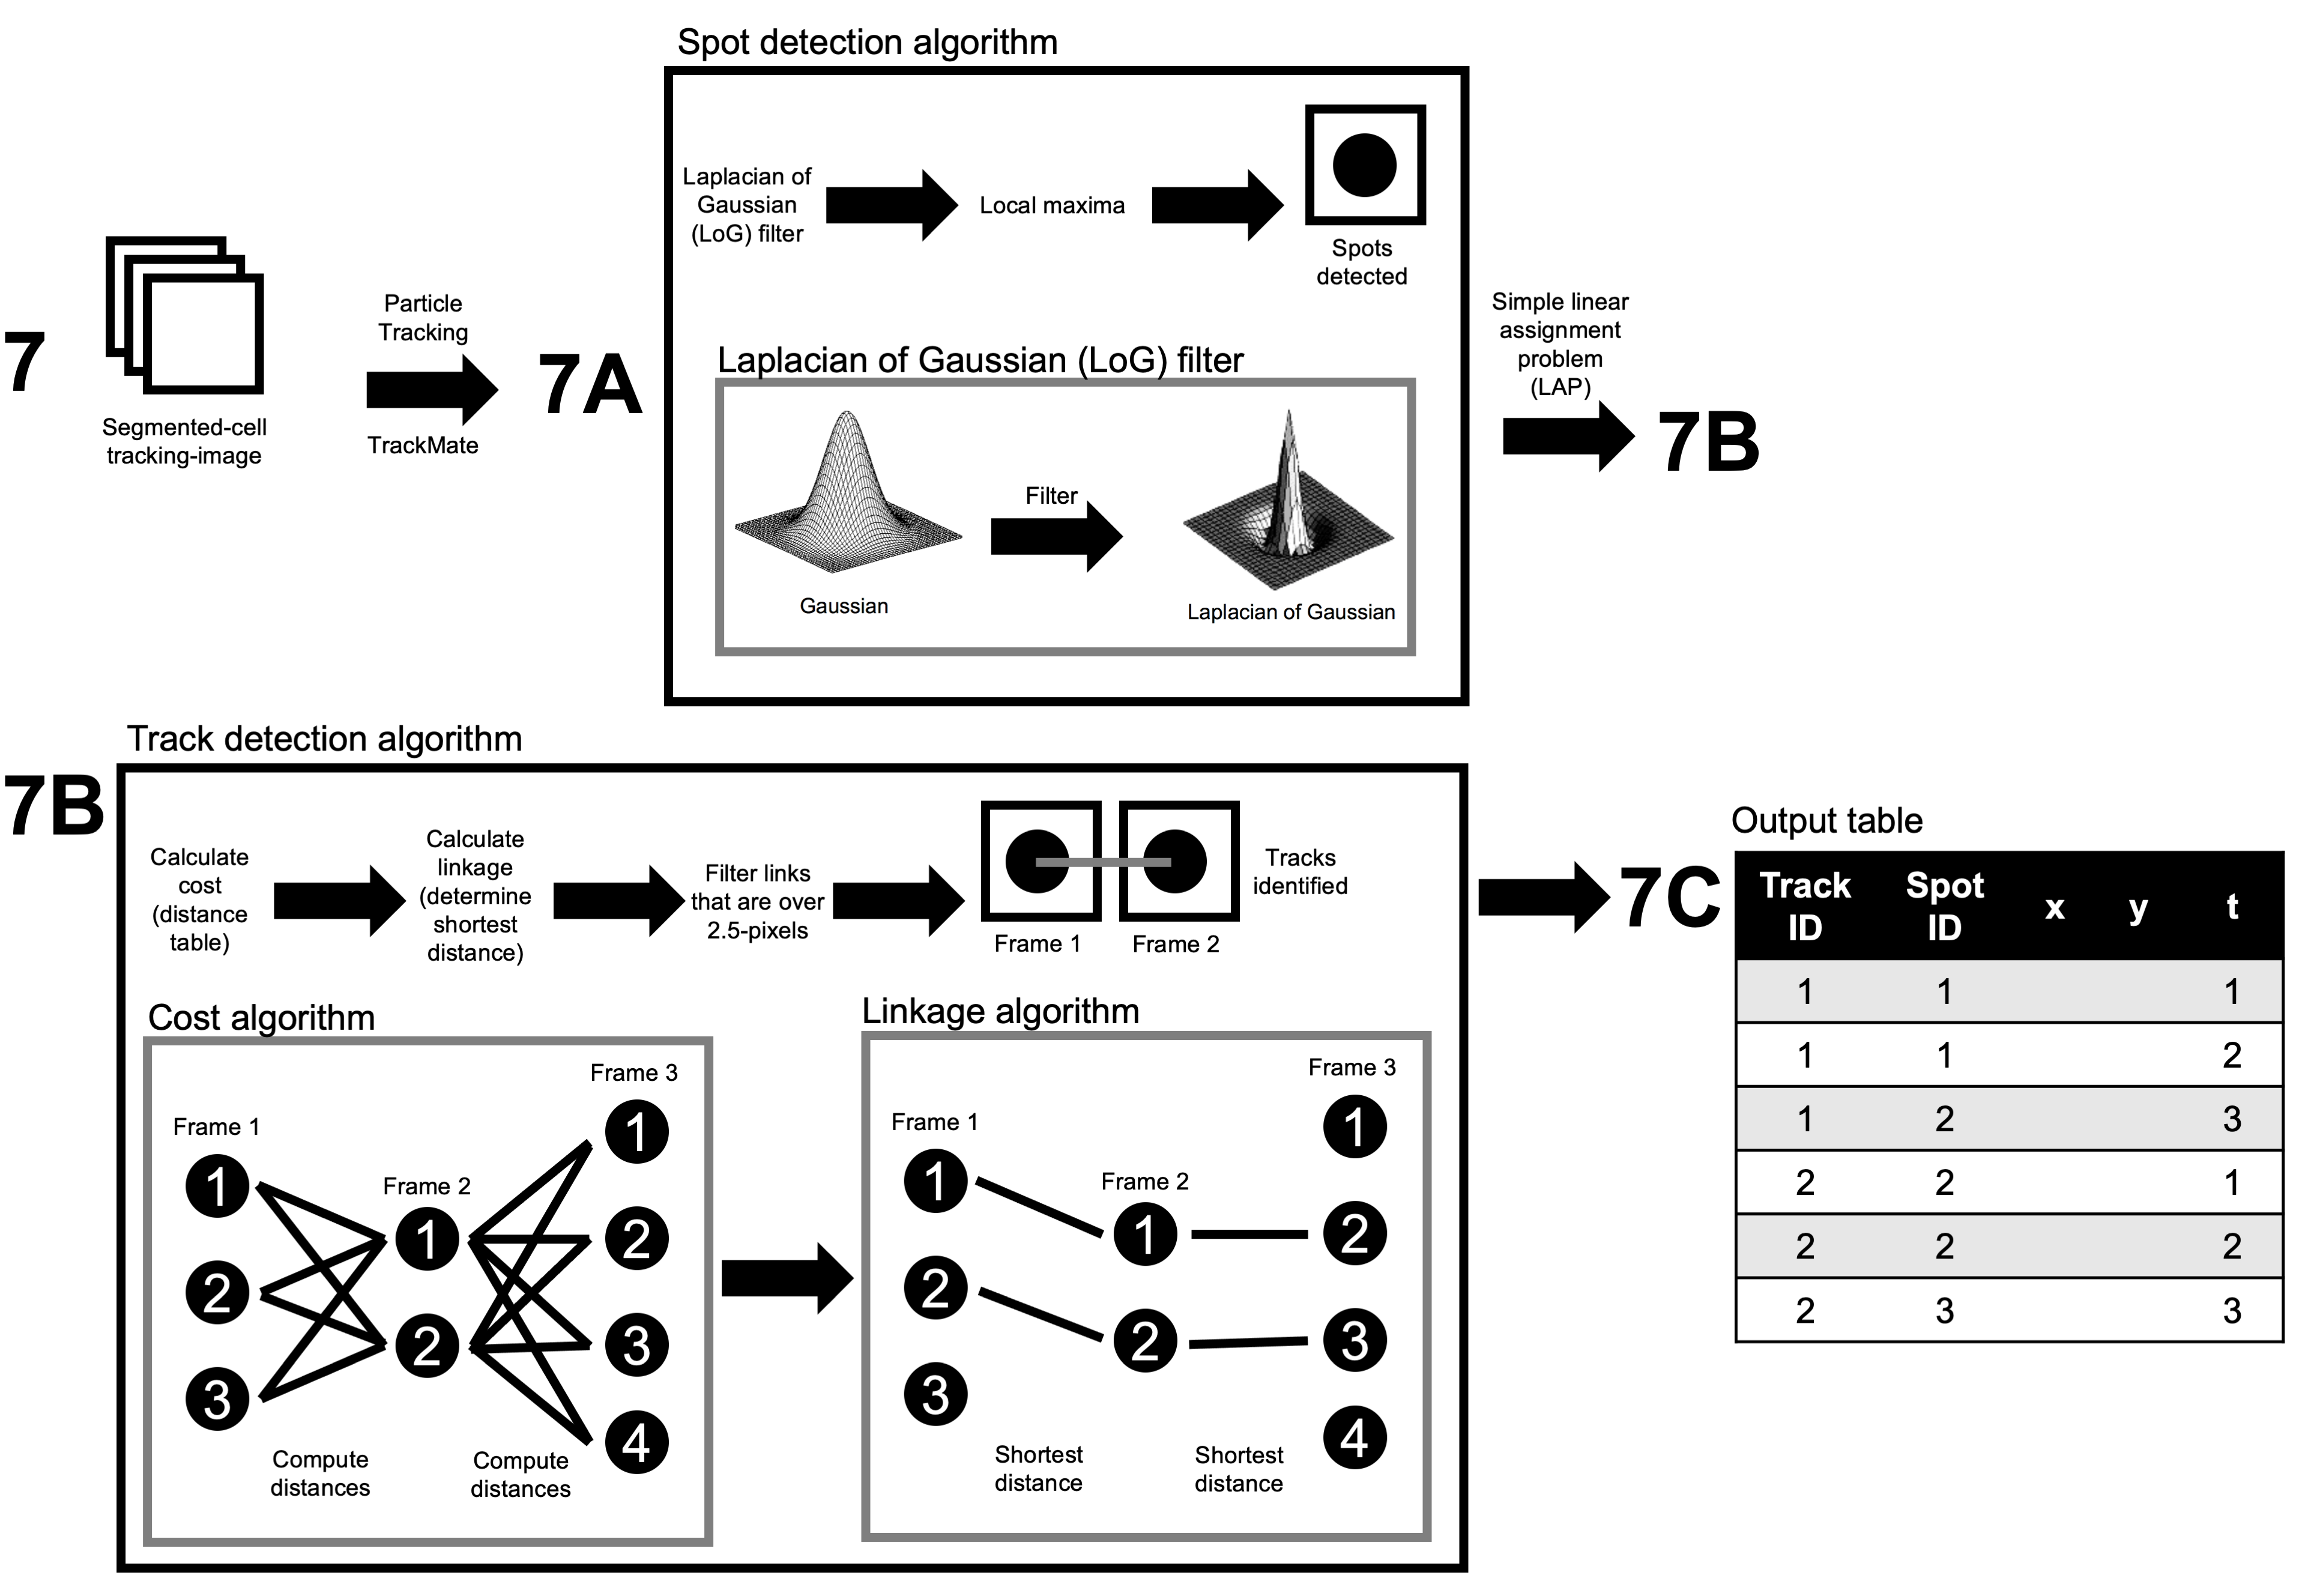 Spot detection algorithm
7
Segmented-cell
tracking-image
Particle
Tracking
TrackMate
7A
Laplacian of
Gaussian
(LoG) filter
Local maxima
Spots
detected
Laplacian of Gaussian (LoG) filter
Gaussian
Filter
Laplacian of Gaussian
Simple linear
assignment
problem
(LAP)
7B
7B
Track detection algorithm
Calculate
cost
(distance
table)
Calculate
linkage
(determine
shortest
distance)
Filter links
that are over
2.5-pixels
Frame 1
Frame 2
Tracks
identified
Cost algorithm
Frame 1
1
2
3
Frame 2
1
2
Frame 3
1
2
3
4
Compute
distances
Compute
distances
Linkage algorithm
Frame 1
1
2
3
Frame 2
1
2
Frame 3
1
2
3
4
Shortest
distance
Shortest
distance
7C
Output table
Track ID Spot ID x y t
1 1 1
1 1 2
1 2 3
2 2 1
2 2 2
2 3 3